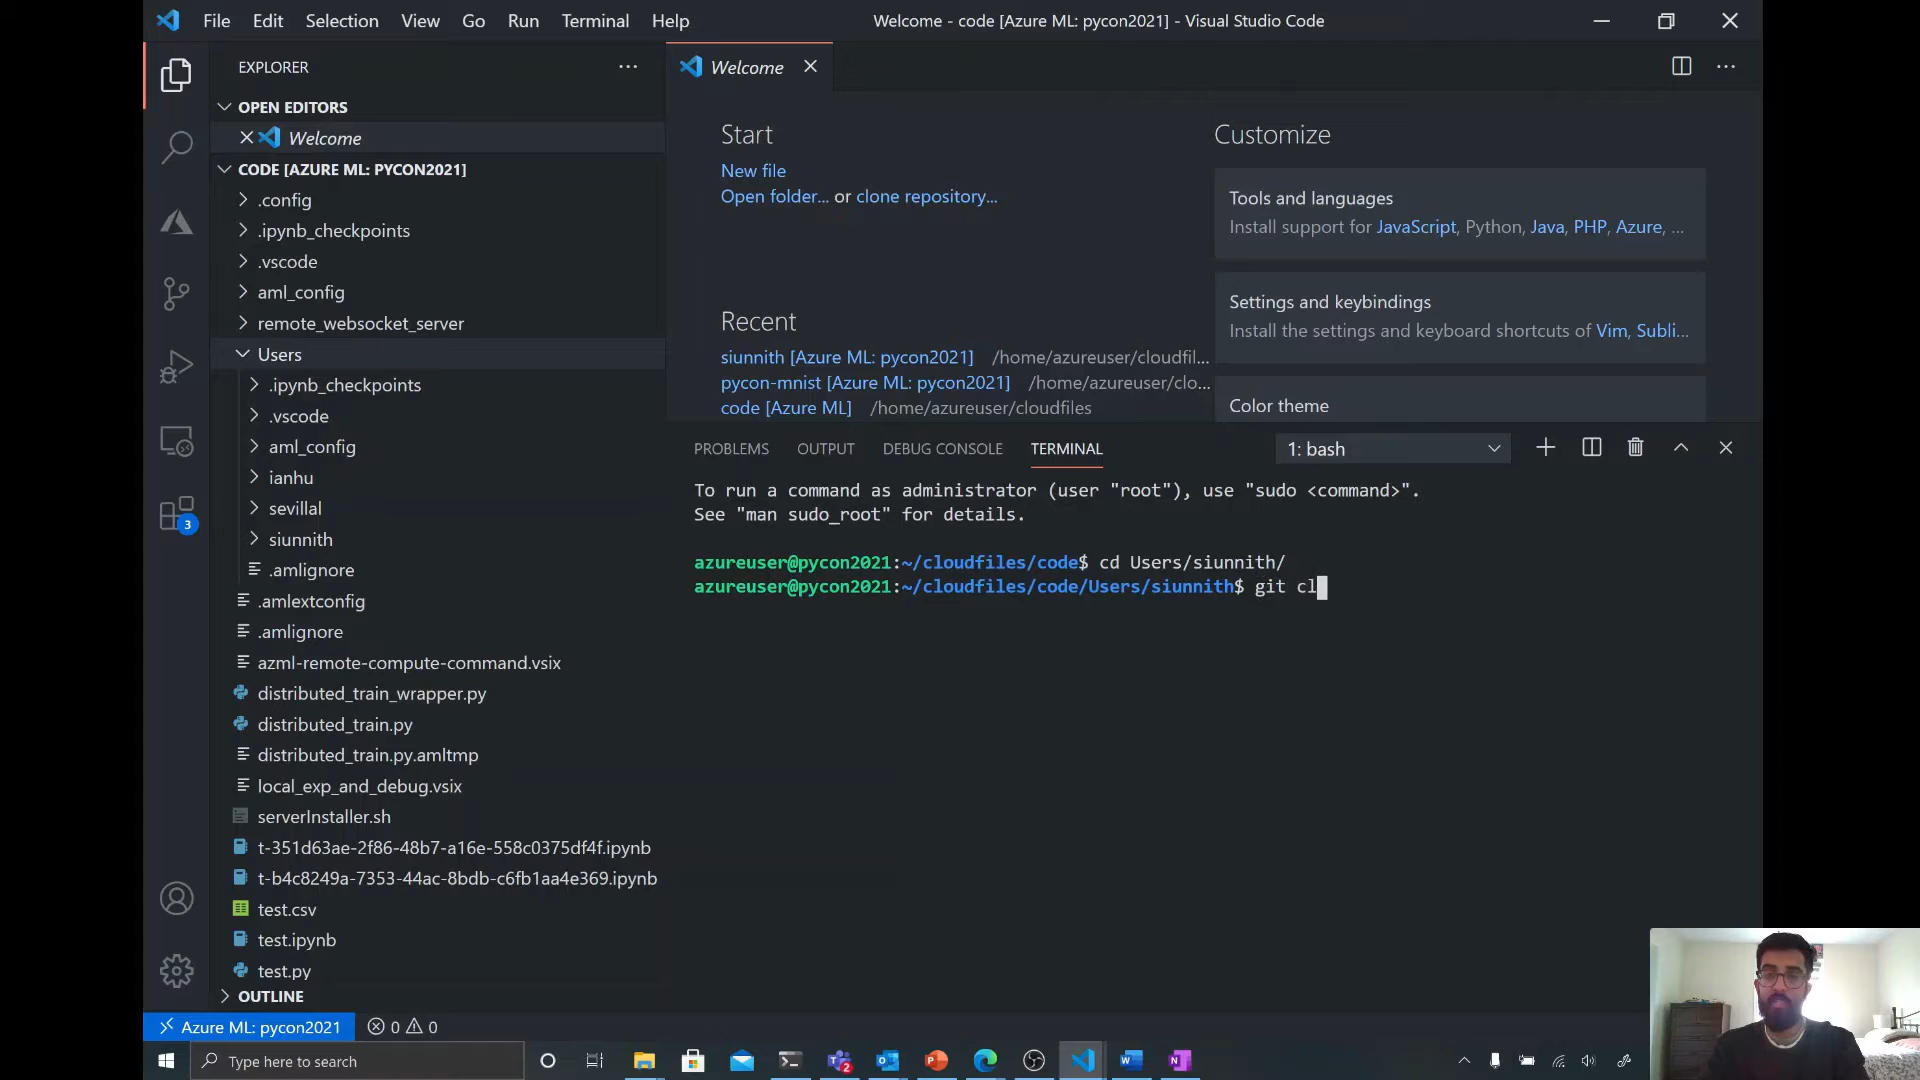 File Edit Selection View Go Run Terminal Help
Welcome - code [Azure ML: pycon2021] - Visual Studio Code
EXPLORER
OPEN EDITORS
Welcome
CODE [AZURE ML: PYCON2021]
.config
.ipynb_checkpoints
.vscode
aml_config
remote_websocket_server
Users
.ipynb_checkpoints
.vscode
aml_config
ianhu
sevillal
siunnith
.amlignore
.amlextconfig
.amlignore
azml-remote-compute-command.vsix
distributed_train_wrapper.py
distributed_train.py
distributed_train.py.amltmp
local_exp_and_debug.vsix
serverInstaller.sh
t-351d63ae-2f86-48b7-a16e-558c0375df4f.ipynb
t-b4c8249a-7353-44ac-8bdb-c6fb1aa4e369.ipynb
test.csv
test.ipynb
test.py
OUTLINE
3
Welcome
Start
New file
Open folder... or clone repository...
Recent
siunnith [Azure ML: pycon2021] /home/azureuser/cloudfil...
pycon-mnist [Azure ML: pycon2021] /home/azureuser/clo...
code [Azure ML] /home/azureuser/cloudfiles
Customize
Tools and languages
Install support for JavaScript, Python, Java, PHP, Azure, ...
Settings and keybindings
Install the settings and keyboard shortcuts of Vim, Subli...
Color theme
PROBLEMS OUTPUT DEBUG CONSOLE TERMINAL
1: bash
To run a command as administrator (user "root"), use "sudo <command>".
See "man sudo_root" for details.
azureuser@pycon2021:~/cloudfiles/code$ cd Users/siunnith/
azureuser@pycon2021:~/cloudfiles/code/Users/siunnith$ git cl
Azure ML: pycon2021 0 0
Type here to search
2